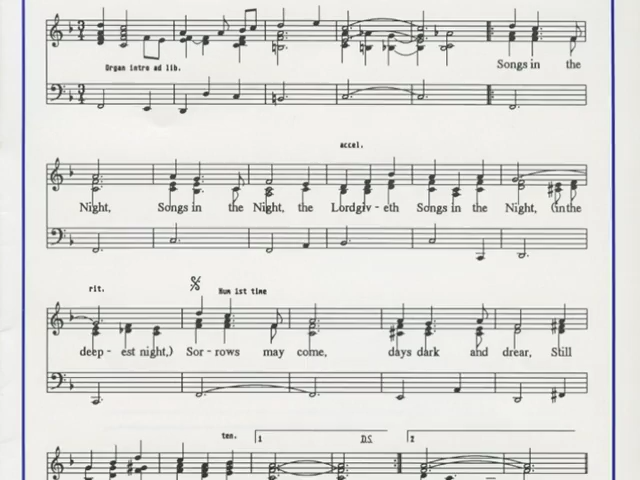 Organ intro ad lib.
Songs in the
accel.
Night, Songs in the Night, the Lord giv - eth Songs in the Night, (in the
rit. Hum 1st time
deep - est night,) Sor - rows may come, days dark and drear, Still
ten. 1 D.S. 2